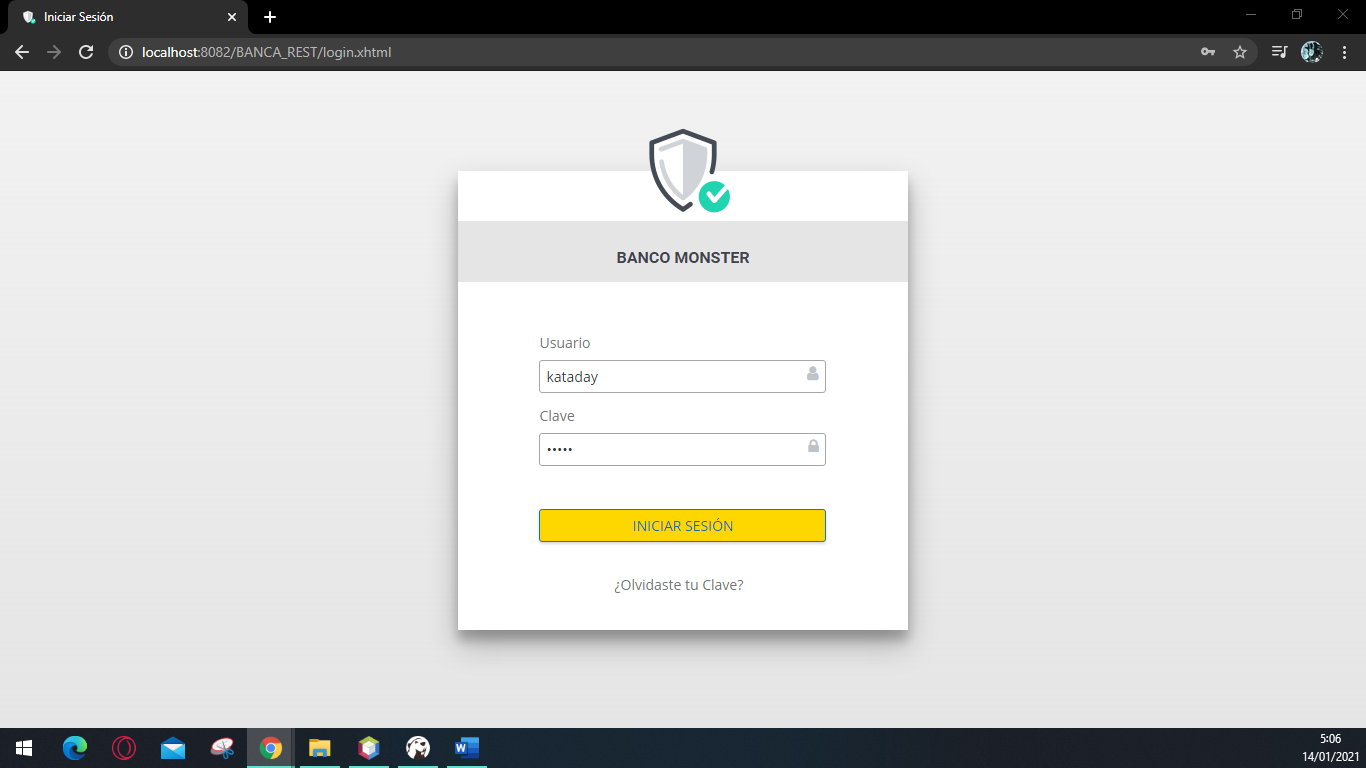 Iniciar Sesión
localhost:8082/BANCA_REST/login.xhtml
BANCO MONSTER
Usuario
kataday
Clave
•••••
INICIAR SESIÓN
¿Olvidaste tu Clave?
5:06
14/01/2021